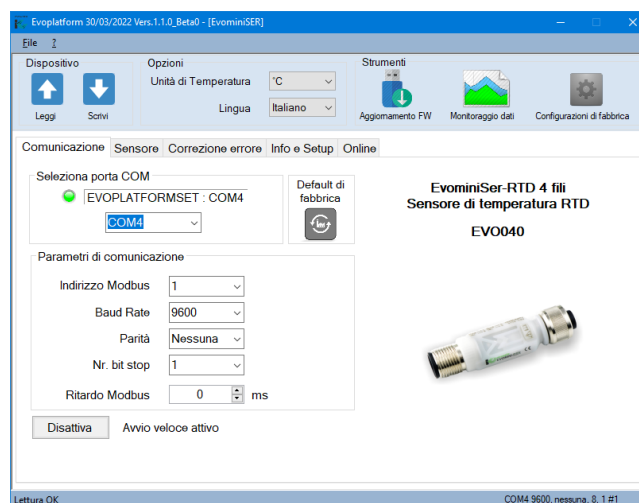 Evoplatform 30/03/2022 Vers.1.1.0_Beta0 - [EvominiSER]
File ?
Dispositivo
Leggi Scrivi
Opzioni
Unità di Temperatura °C
Lingua Italiano
Strumenti
Aggiornamento FW Monitoraggio dati Configurazioni di fabbrica
Comunicazione Sensore Correzione errore Info e Setup Online
Seleziona porta COM
EVOPLATFORMSET : COM4
COM4
Default di
fabbrica
Parametri di comunicazione
Indirizzo Modbus 1
Baud Rate 9600
Parità Nessuna
Nr. bit stop 1
Ritardo Modbus 0 ms
Disattiva Avvio veloce attivo
EvominiSer-RTD 4 fili
Sensore di temperatura RTD
EVO040
Lettura OK COM4 9600, nessuna, 8, 1 #1